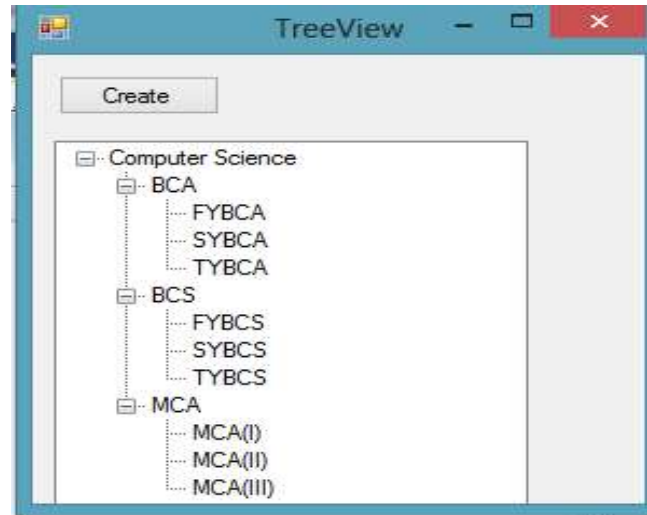 TreeView
Create
Computer Science
BCA
FYBCA
SYBCA
TYBCA
BCS
FYBCS
SYBCS
TYBCS
MCA
MCA(I)
MCA(II)
MCA(III)